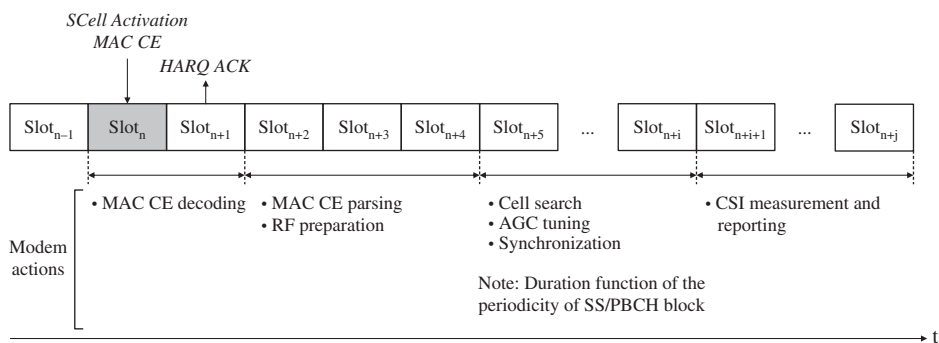 SCell Activation
MAC CE
HARQ ACK
Slotn–1 Slotn Slotn+1 Slotn+2 Slotn+3 Slotn+4 Slotn+5 ... Slotn+i Slotn+i+1 ... Slotn+j
Modem
actions
• MAC CE decoding
• MAC CE parsing
• RF preparation
• Cell search
• AGC tuning
• Synchronization
Note: Duration function of the
periodicity of SS/PBCH block
• CSI measurement and
reporting
t